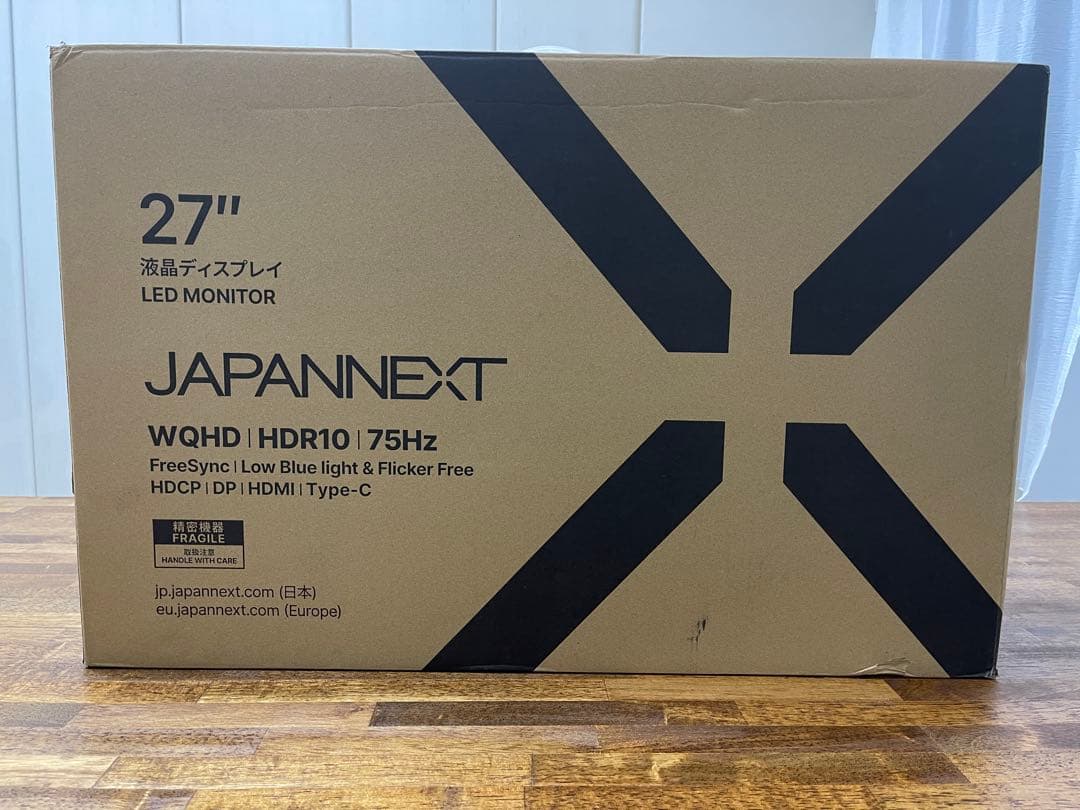 27"
液晶ディスプレイ
LED MONITOR
JAPANNEXT
WQHD | HDR10 | 75Hz
FreeSync | Low Blue light & Flicker Free
HDCP | DP | HDMI | Type-C
精密機器
FRAGILE
取扱注意
HANDLE WITH CARE
jp.japannext.com (日本)
eu.japannext.com (Europe)